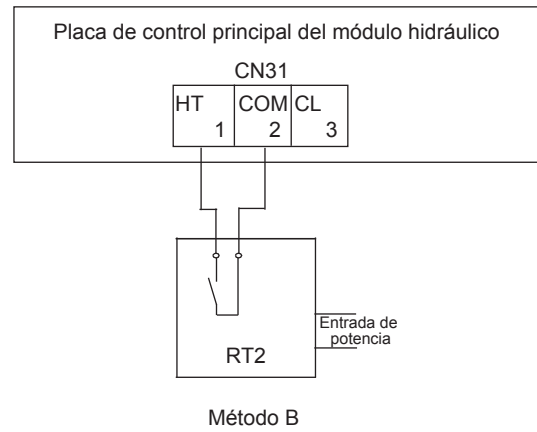 Placa de control principal del módulo hidráulico
CN31
HT COM CL
1 2 3
Entrada de
potencia
RT2
Método B